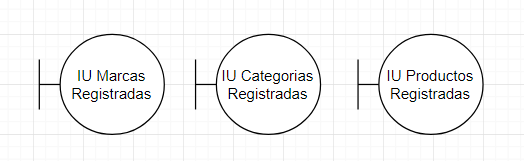 IU Marcas
Registradas
IU Categorias
Registradas
IU Productos
Registradas